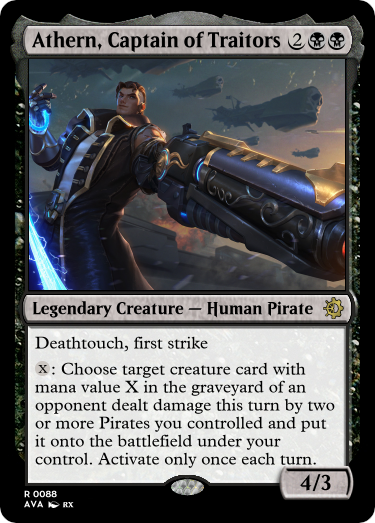 Athern, Captain of Traitors 2
Legendary Creature — Human Pirate
Deathtouch, first strike
X: Choose target creature card with
mana value X in the graveyard of an
opponent dealt damage this turn by two
or more Pirates you controlled and put
it onto the battlefield under your
control. Activate only once each turn.
4/3
R 0088
AVA RX